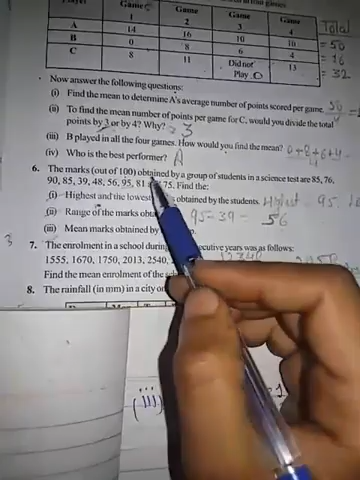 Player Game 1 Game 2 Game 3 Game 4 Total
A 14 16 10 10 = 50
B 0 8 6 4 = 16
C 8 11 Did not Play 13 = 32
Now answer the following questions:
(i) Find the mean to determine A's average number of points scored per game.
(ii) To find the mean number of points per game for C, would you divide the total
points by 3 or by 4? Why? = 3
(iii) B played in all the four games. How would you find the mean? 0+8+6+4
4
(iv) Who is the best performer? A
6. The marks (out of 100) obtained by a group of students in a science test are 85, 76,
90, 85, 39, 48, 56, 95, 81 75. Find the:
(i) Highest and the lowest obtained by the students. Highest - 95,
(ii) Range of the marks 95-39 - 56
(iii) Mean marks obtained
7. The enrolment in a school during consecutive years was as follows:
1555, 1670, 1750, 2013, 2540,
Find the mean enrolment of the
8. The rainfall (in mm) in a city on
(iii)